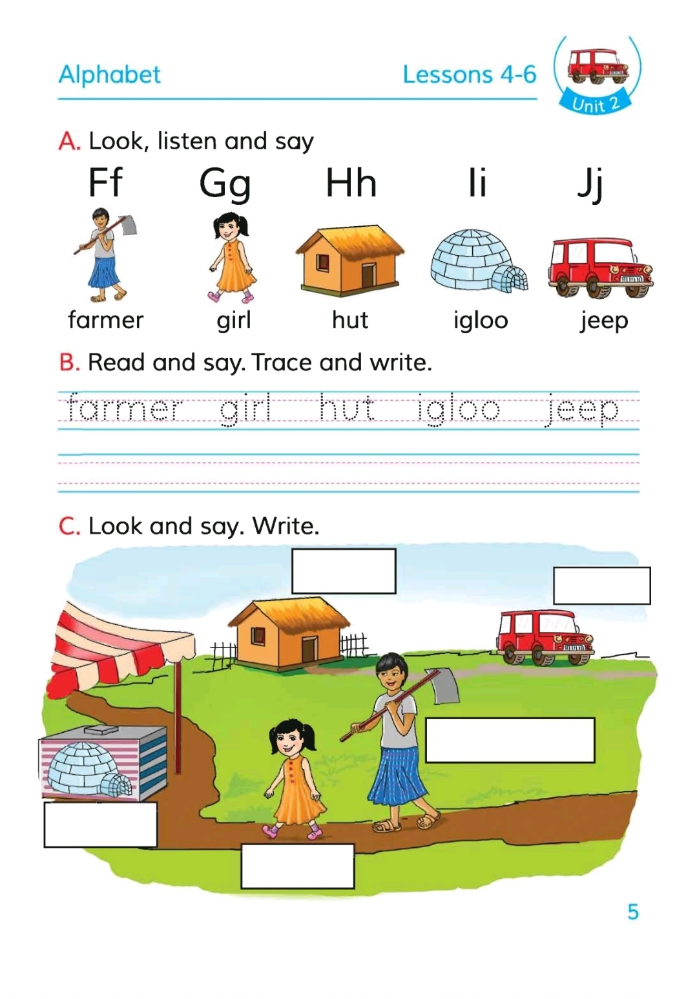 Alphabet
Lessons 4-6
Unit 2
A. Look, listen and say
Ff Gg Hh Ii Jj
farmer girl hut igloo jeep
B. Read and say. Trace and write.
farmer girl hut igloo jeep
C. Look and say. Write.
5